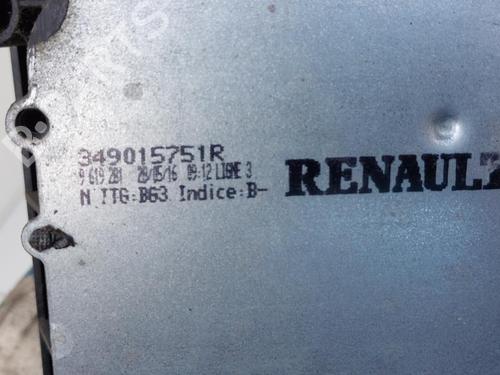 349015751R
9 619 281 28/05/16 09:12 LIGNE 3
N ITG:B63 Indice:B-
RENAULT